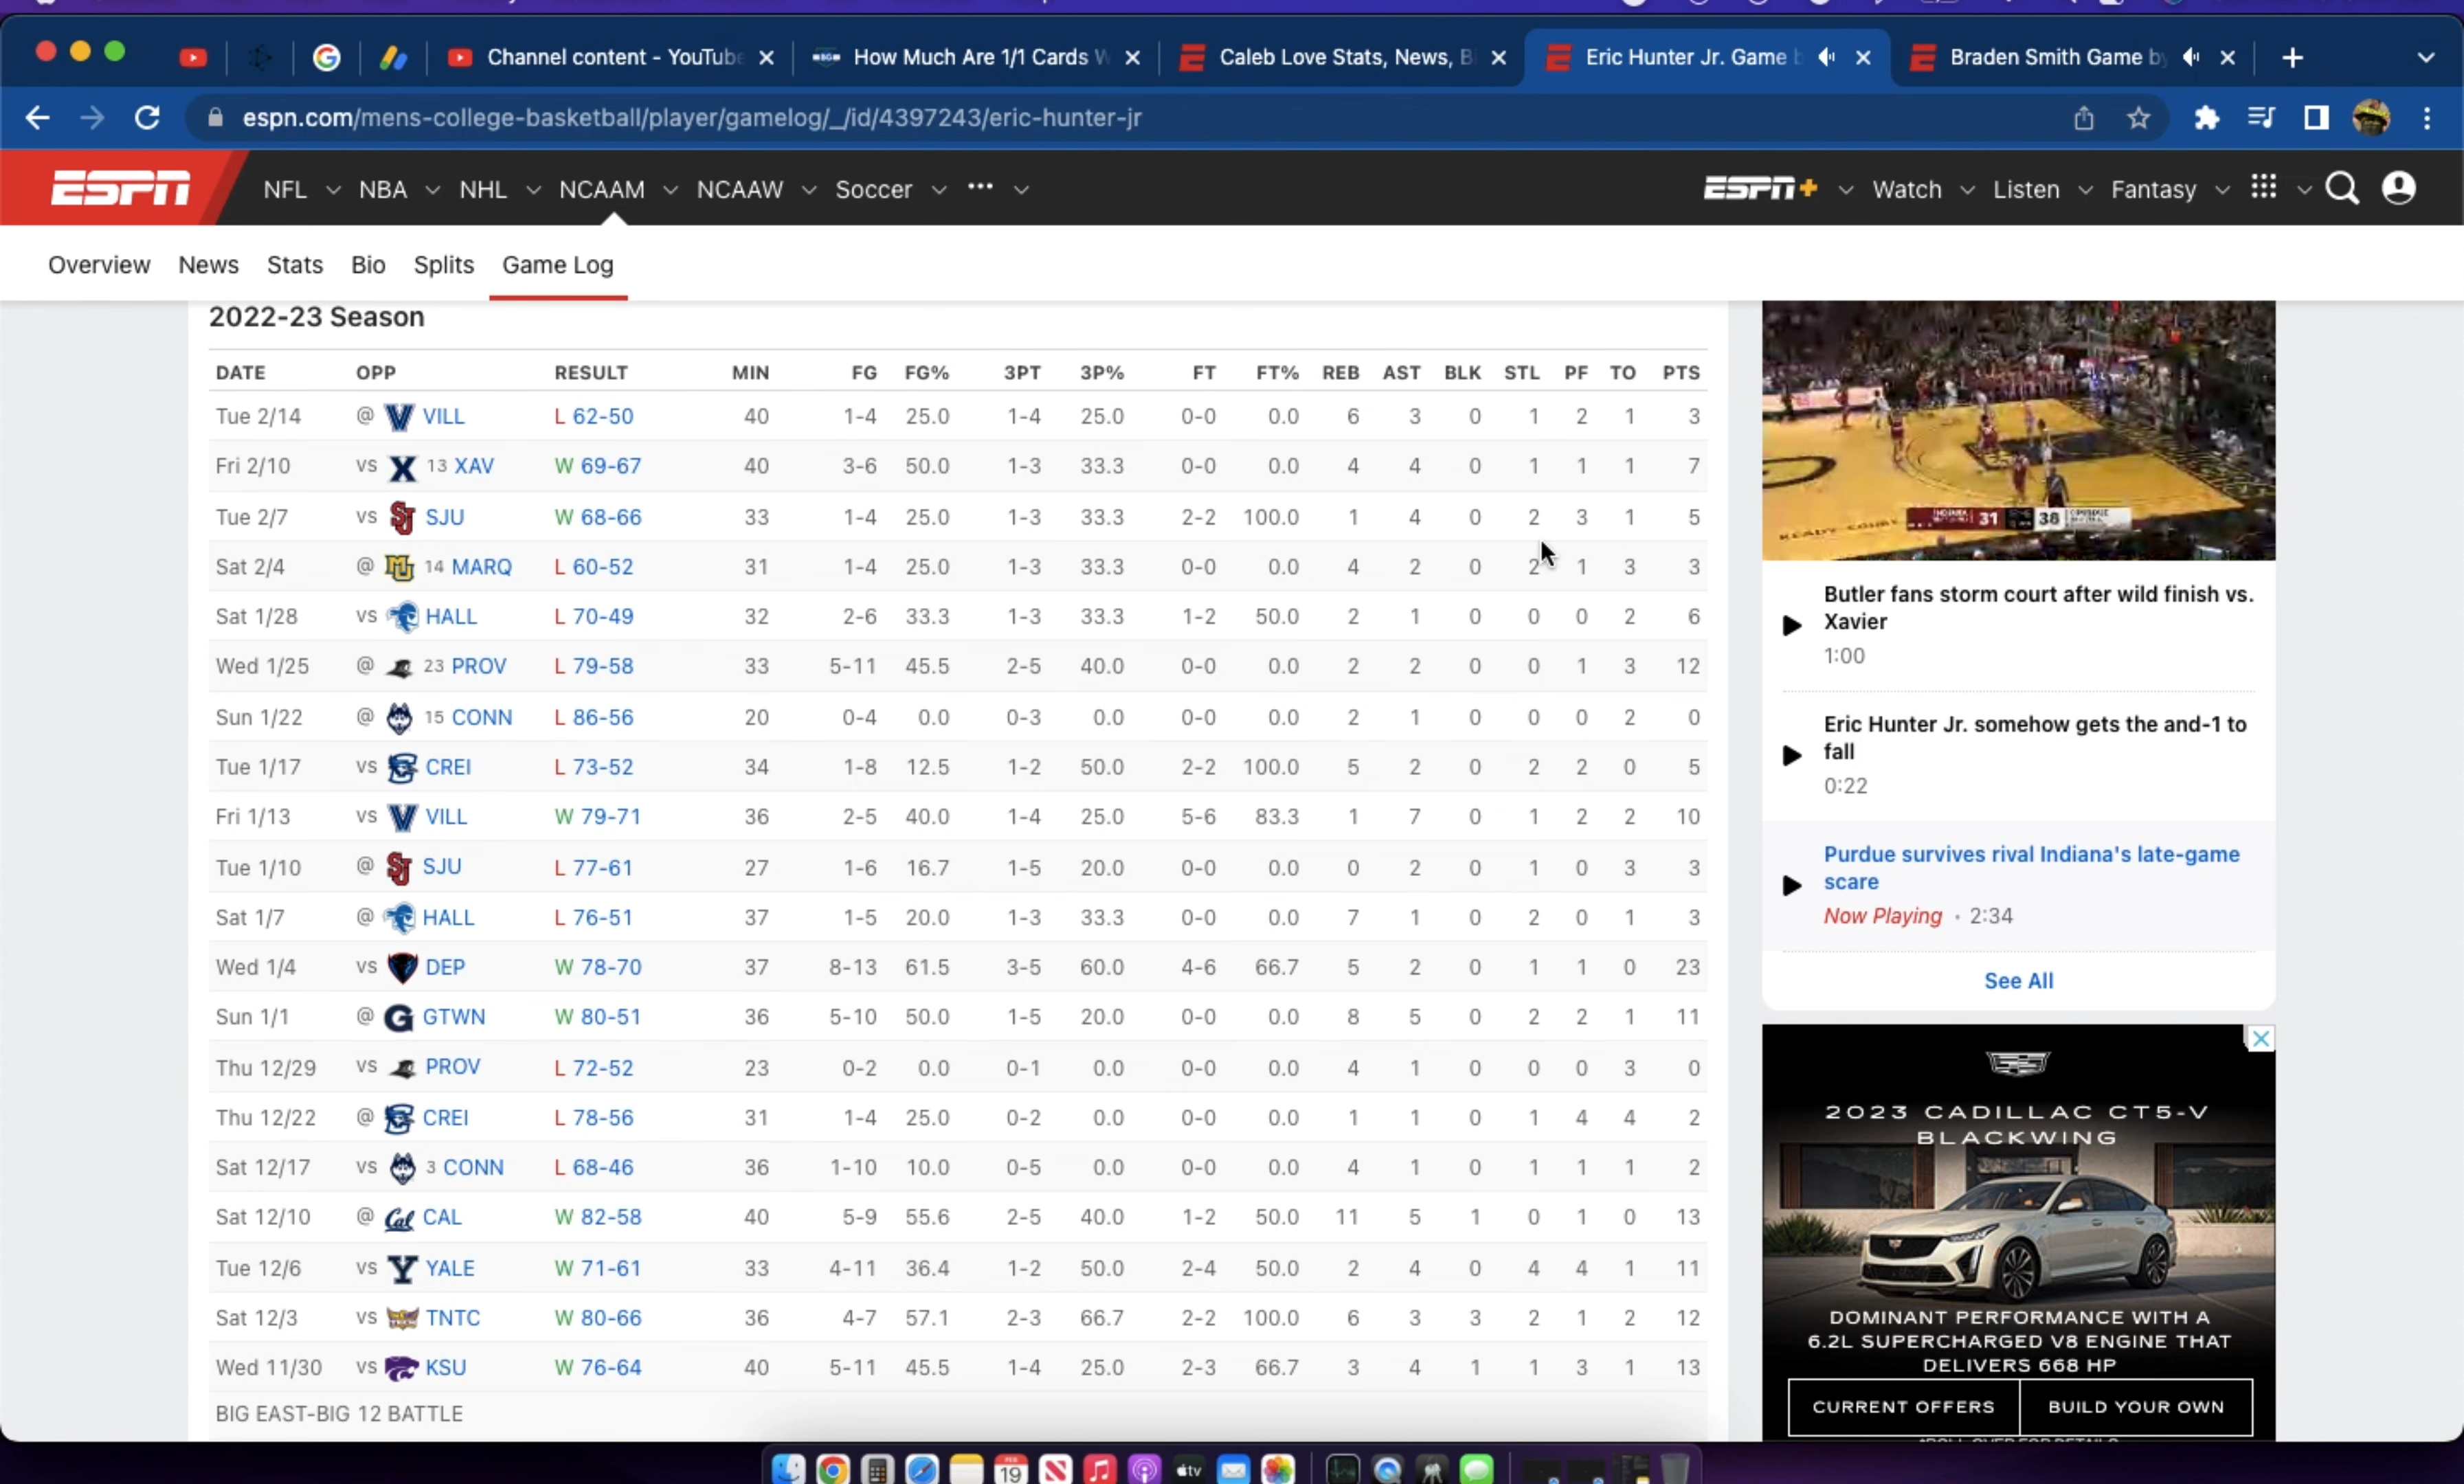 Channel content - YouTube
How Much Are 1/1 Cards W
Caleb Love Stats, News, B
Eric Hunter Jr. Game b
Braden Smith Game by
espn.com/mens-college-basketball/player/gamelog/_/id/4397243/eric-hunter-jr
ESPN NFL NBA NHL NCAAM NCAAW Soccer ••• ESPN+ Watch Listen Fantasy
Overview News Stats Bio Splits Game Log
2022-23 Season
DATE OPP RESULT MIN FG FG% 3PT 3P% FT FT% REB AST BLK STL PF TO PTS
Tue 2/14 @ VILL L 62-50 40 1-4 25.0 1-4 25.0 0-0 0.0 6 3 0 1 2 1 3
Fri 2/10 vs 13 XAV W 69-67 40 3-6 50.0 1-3 33.3 0-0 0.0 4 4 0 1 1 1 7
Tue 2/7 vs SJU W 68-66 33 1-4 25.0 1-3 33.3 2-2 100.0 1 4 0 2 3 1 5
Sat 2/4 @ 14 MARQ L 60-52 31 1-4 25.0 1-3 33.3 0-0 0.0 4 2 0 2 1 3 3
Sat 1/28 vs HALL L 70-49 32 2-6 33.3 1-3 33.3 1-2 50.0 2 1 0 0 0 2 6
Wed 1/25 @ 23 PROV L 79-58 33 5-11 45.5 2-5 40.0 0-0 0.0 2 2 0 0 1 3 12
Sun 1/22 @ 15 CONN L 86-56 20 0-4 0.0 0-3 0.0 0-0 0.0 2 1 0 0 0 2 0
Tue 1/17 vs CREI L 73-52 34 1-8 12.5 1-2 50.0 2-2 100.0 5 2 0 2 2 0 5
Fri 1/13 vs VILL W 79-71 36 2-5 40.0 1-4 25.0 5-6 83.3 1 7 0 1 2 2 10
Tue 1/10 @ SJU L 77-61 27 1-6 16.7 1-5 20.0 0-0 0.0 0 2 0 1 0 3 3
Sat 1/7 @ HALL L 76-51 37 1-5 20.0 1-3 33.3 0-0 0.0 7 1 0 2 0 1 3
Wed 1/4 vs DEP W 78-70 37 8-13 61.5 3-5 60.0 4-6 66.7 5 2 0 1 1 0 23
Sun 1/1 @ GTWN W 80-51 36 5-10 50.0 1-5 20.0 0-0 0.0 8 5 0 2 2 1 11
Thu 12/29 vs PROV L 72-52 23 0-2 0.0 0-1 0.0 0-0 0.0 4 1 0 0 0 3 0
Thu 12/22 @ CREI L 78-56 31 1-4 25.0 0-2 0.0 0-0 0.0 1 1 0 1 4 4 2
Sat 12/17 vs 3 CONN L 68-46 36 1-10 10.0 0-5 0.0 0-0 0.0 4 1 0 1 1 1 2
Sat 12/10 @ Cal CAL W 82-58 40 5-9 55.6 2-5 40.0 1-2 50.0 11 5 1 0 1 0 13
Tue 12/6 vs YALE W 71-61 33 4-11 36.4 1-2 50.0 2-4 50.0 2 4 0 4 4 1 11
Sat 12/3 vs TNTC W 80-66 36 4-7 57.1 2-3 66.7 2-2 100.0 6 3 3 2 1 2 12
Wed 11/30 vs KSU W 76-64 40 5-11 45.5 1-4 25.0 2-3 66.7 3 4 1 1 3 1 13
BIG EAST-BIG 12 BATTLE
KEADY COURT
INDIANA 31 38 PURDUE
Butler fans storm court after wild finish vs.
Xavier
1:00
Eric Hunter Jr. somehow gets the and-1 to
fall
0:22
Purdue survives rival Indiana's late-game
scare
Now Playing • 2:34
See All
2023 CADILLAC CT5-V
BLACKWING
DOMINANT PERFORMANCE WITH A
6.2L SUPERCHARGED V8 ENGINE THAT
DELIVERS 668 HP
CURRENT OFFERS
BUILD YOUR OWN
FEB
19
tv